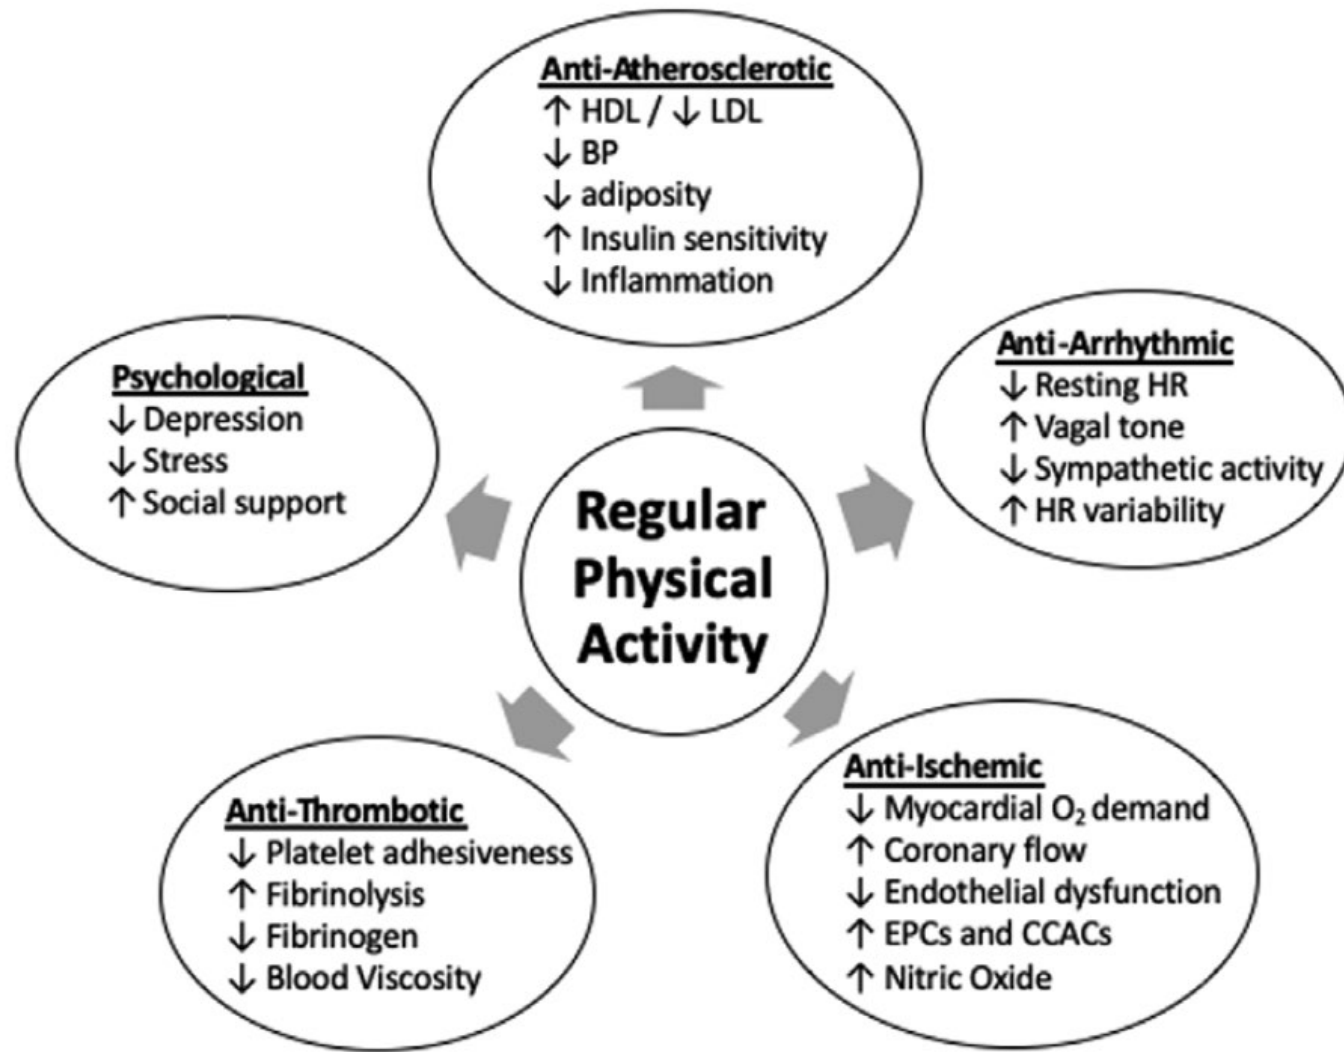 Anti-Atherosclerotic
↑ HDL / ↓ LDL
↓ BP
↓ adiposity
↑ Insulin sensitivity
↓ Inflammation
Anti-Arrhythmic
↓ Resting HR
↑ Vagal tone
↓ Sympathetic activity
↑ HR variability
Psychological
↓ Depression
↓ Stress
↑ Social support
Regular
Physical
Activity
Anti-Ischemic
↓ Myocardial O₂ demand
↑ Coronary flow
↓ Endothelial dysfunction
↑ EPCs and CCACs
↑ Nitric Oxide
Anti-Thrombotic
↓ Platelet adhesiveness
↑ Fibrinolysis
↓ Fibrinogen
↓ Blood Viscosity